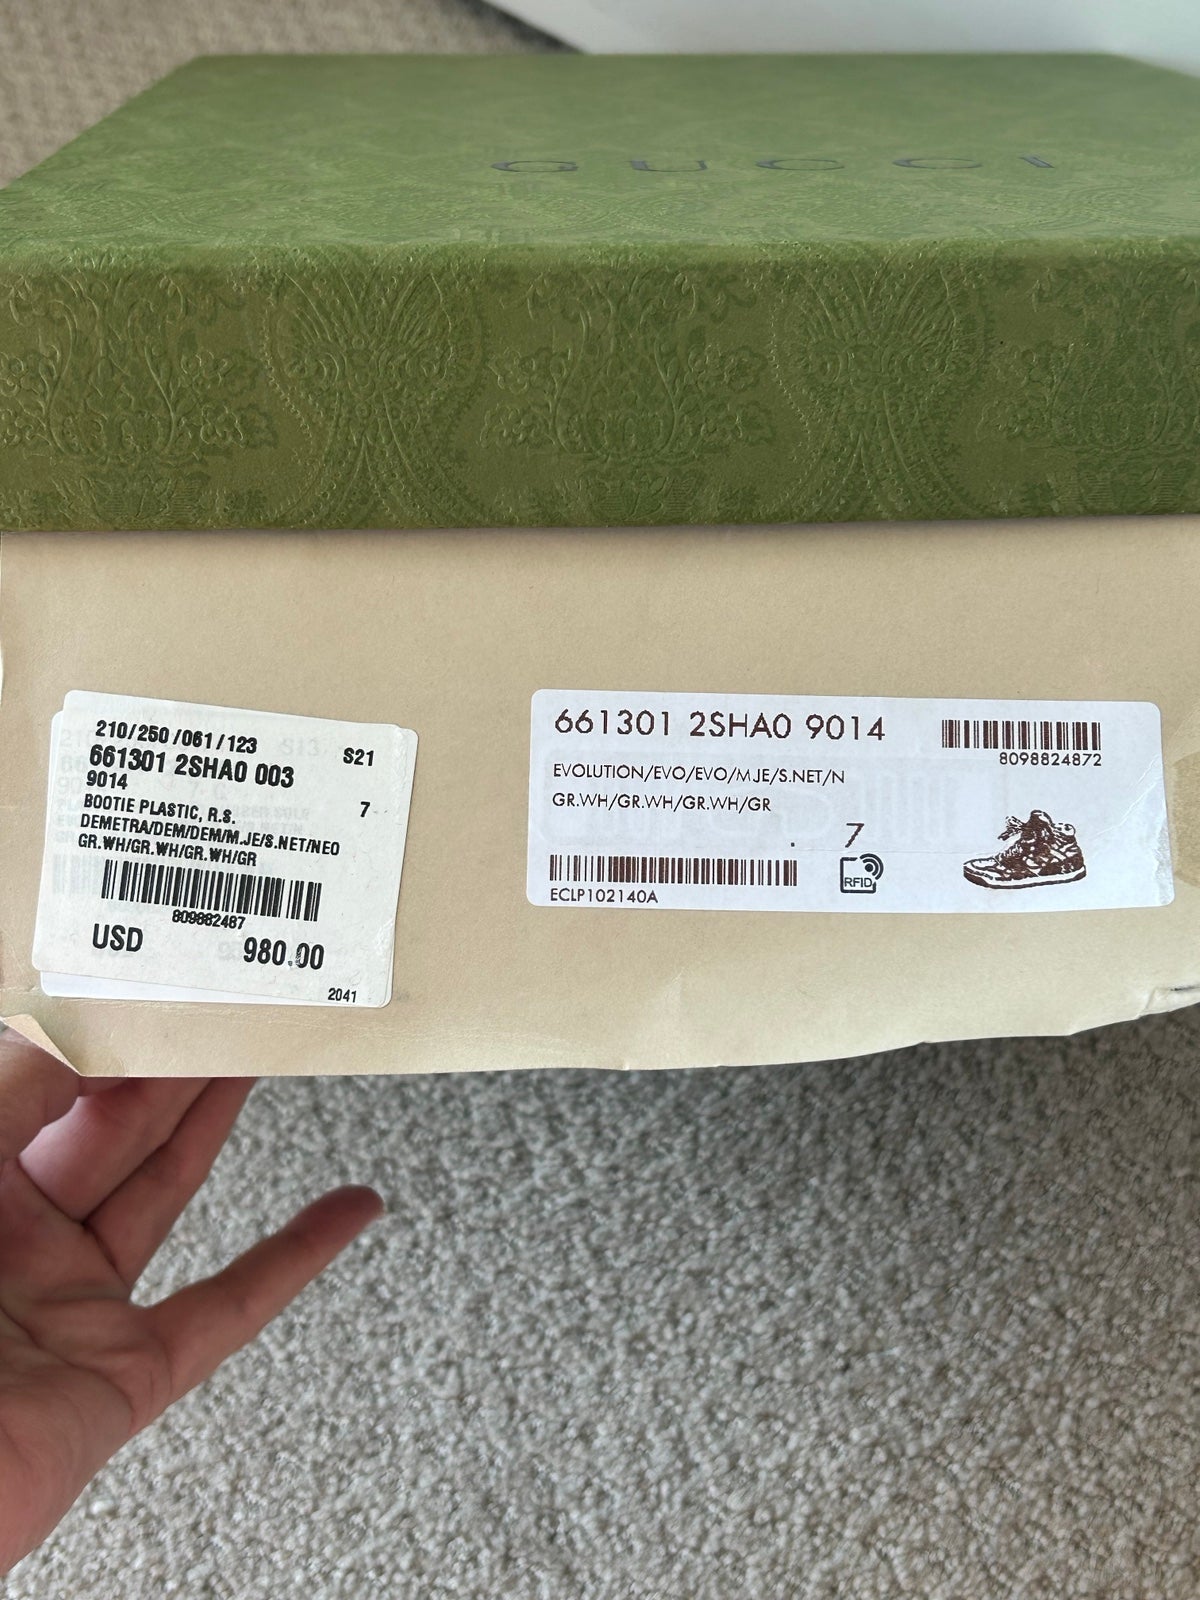 GUCCI
210/250/061/123
S21
661301 2SHA0 003
9014
7
BOOTIE PLASTIC, R.S.
DEMETRA/DEM/DEM/M.JE/S.NET/NEO
GR.WH/GR.WH/GR.WH/GR
809882487
USD 980.00
2041
661301 2SHA0 9014
8098824872
EVOLUTION/EVO/EVO/M.JE/S.NET/N
GR.WH/GR.WH/GR.WH/GR
7
RFID
ECLP102140A